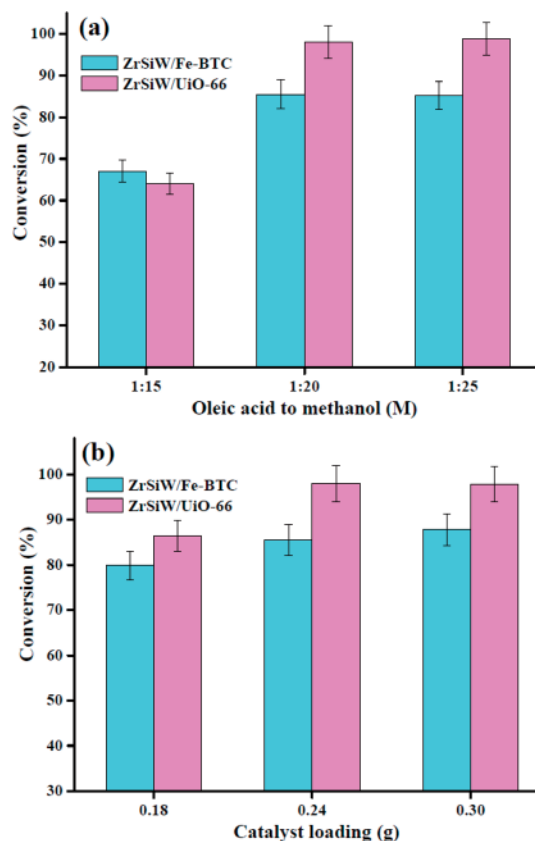 (a)
ZrSiW/Fe-BTC
ZrSiW/UiO-66
Conversion (%)
100
90
80
70
60
50
40
30
20
1:15 1:20 1:25
Oleic acid to methanol (M)
(b)
ZrSiW/Fe-BTC
ZrSiW/UiO-66
Conversion (%)
100
90
80
70
60
50
40
30
0.18 0.24 0.30
Catalyst loading (g)